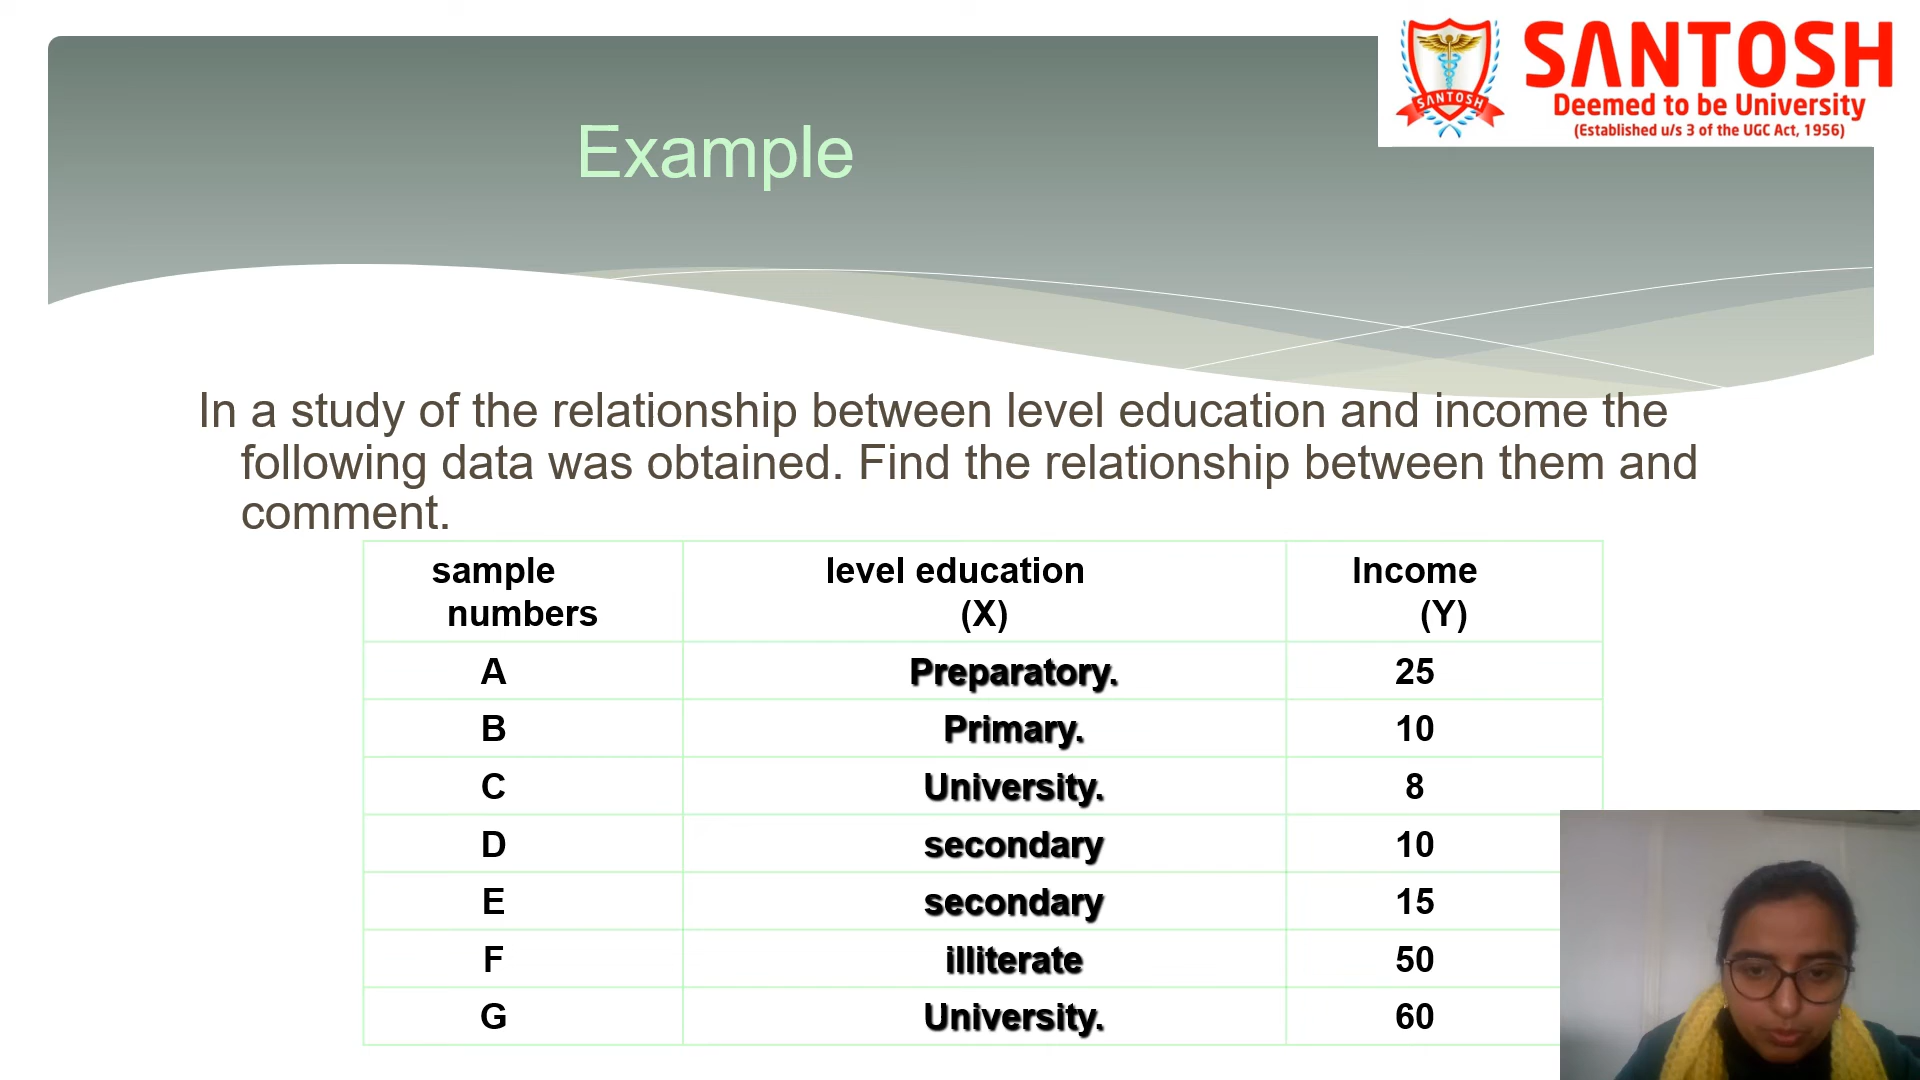 SANTOSH
SANTOSH
Deemed to be University
(Established u/s 3 of the UGC Act, 1956)
Example
In a study of the relationship between level education and income the
following data was obtained. Find the relationship between them and
comment.
sample numbers level education (X) Income (Y)
A Preparatory. 25
B Primary. 10
C University. 8
D secondary 10
E secondary 15
F illiterate 50
G University. 60